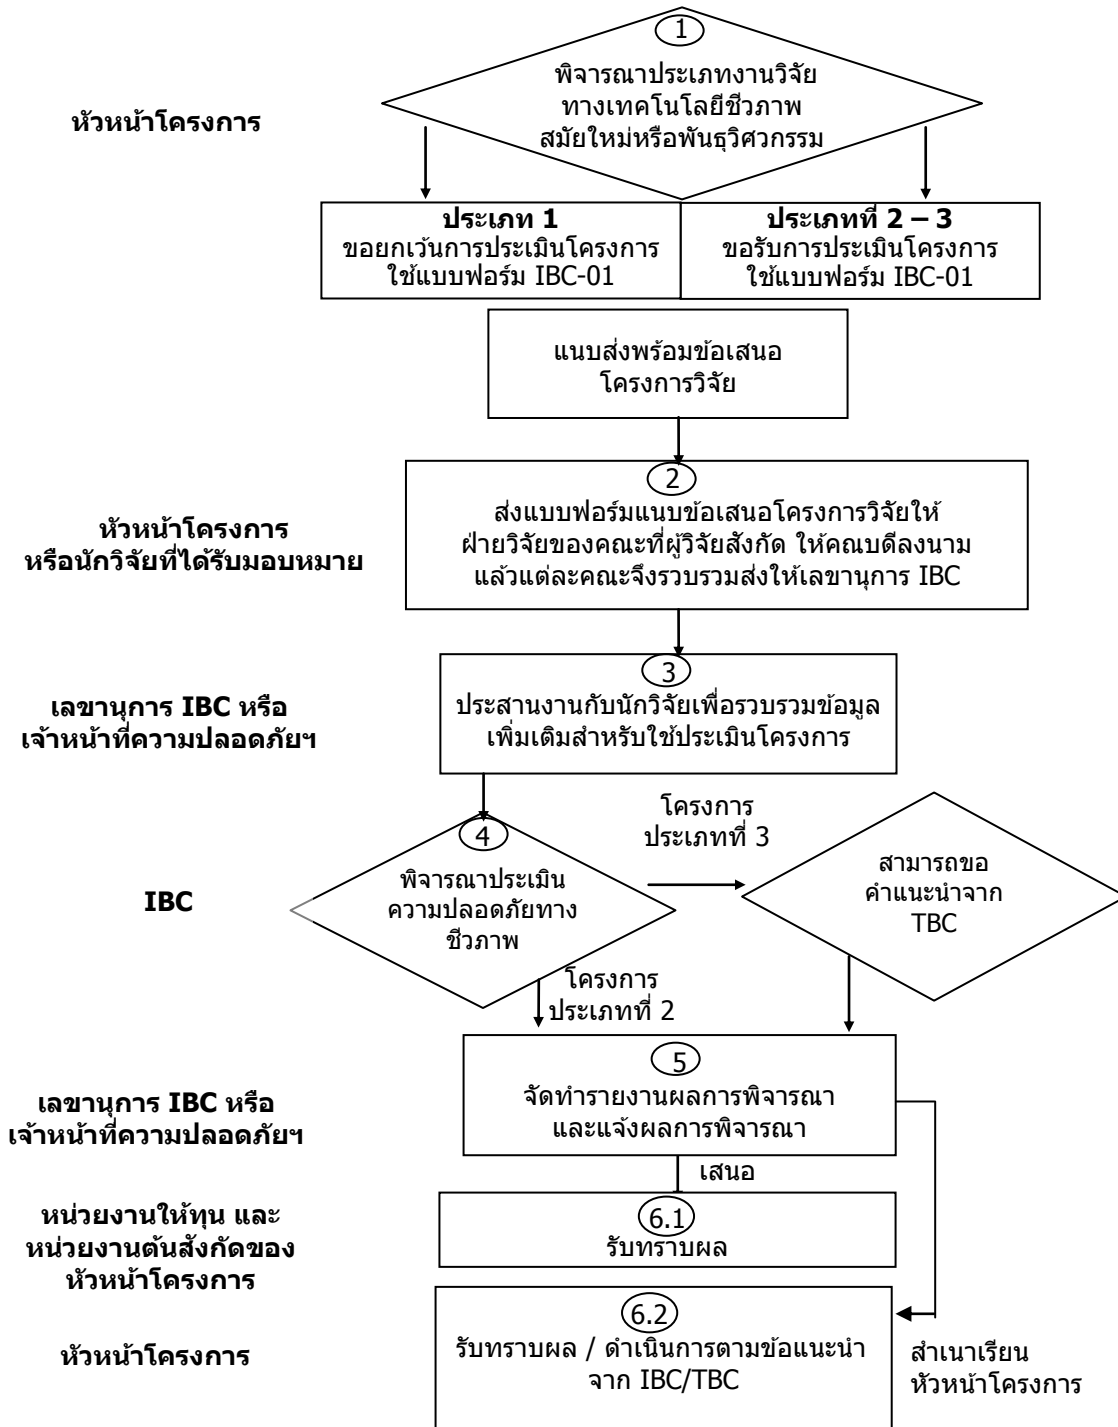 1
พิจารณาประเภทงานวิจัย
ทางเทคโนโลยีชีวภาพ
สมัยใหม่หรือพันธุวิศวกรรม
หัวหน้าโครงการ
ประเภท 1
ขอยกเว้นการประเมินโครงการ
ใช้แบบฟอร์ม IBC-01
ประเภทที่ 2 – 3
ขอรับการประเมินโครงการ
ใช้แบบฟอร์ม IBC-01
แนบส่งพร้อมข้อเสนอ
โครงการวิจัย
หัวหน้าโครงการ
หรือนักวิจัยที่ได้รับมอบหมาย
2
ส่งแบบฟอร์มแนบข้อเสนอโครงการวิจัยให้
ฝ่ายวิจัยของคณะที่ผู้วิจัยสังกัด ให้คณบดีลงนาม
แล้วแต่ละคณะจึงรวบรวมส่งให้เลขานุการ IBC
เลขานุการ IBC หรือ
เจ้าหน้าที่ความปลอดภัยฯ
3
ประสานงานกับนักวิจัยเพื่อรวบรวมข้อมูล
เพิ่มเติมสำหรับใช้ประเมินโครงการ
IBC
4
พิจารณาประเมิน
ความปลอดภัยทาง
ชีวภาพ
โครงการ
ประเภทที่ 3
สามารถขอ
คำแนะนำจาก
TBC
โครงการ
ประเภทที่ 2
เลขานุการ IBC หรือ
เจ้าหน้าที่ความปลอดภัยฯ
5
จัดทำรายงานผลการพิจารณา
และแจ้งผลการพิจารณา
เสนอ
หน่วยงานให้ทุน และ
หน่วยงานต้นสังกัดของ
หัวหน้าโครงการ
6.1
รับทราบผล
หัวหน้าโครงการ
6.2
รับทราบผล / ดำเนินการตามข้อแนะนำ
จาก IBC/TBC
สำเนาเรียน
หัวหน้าโครงการ